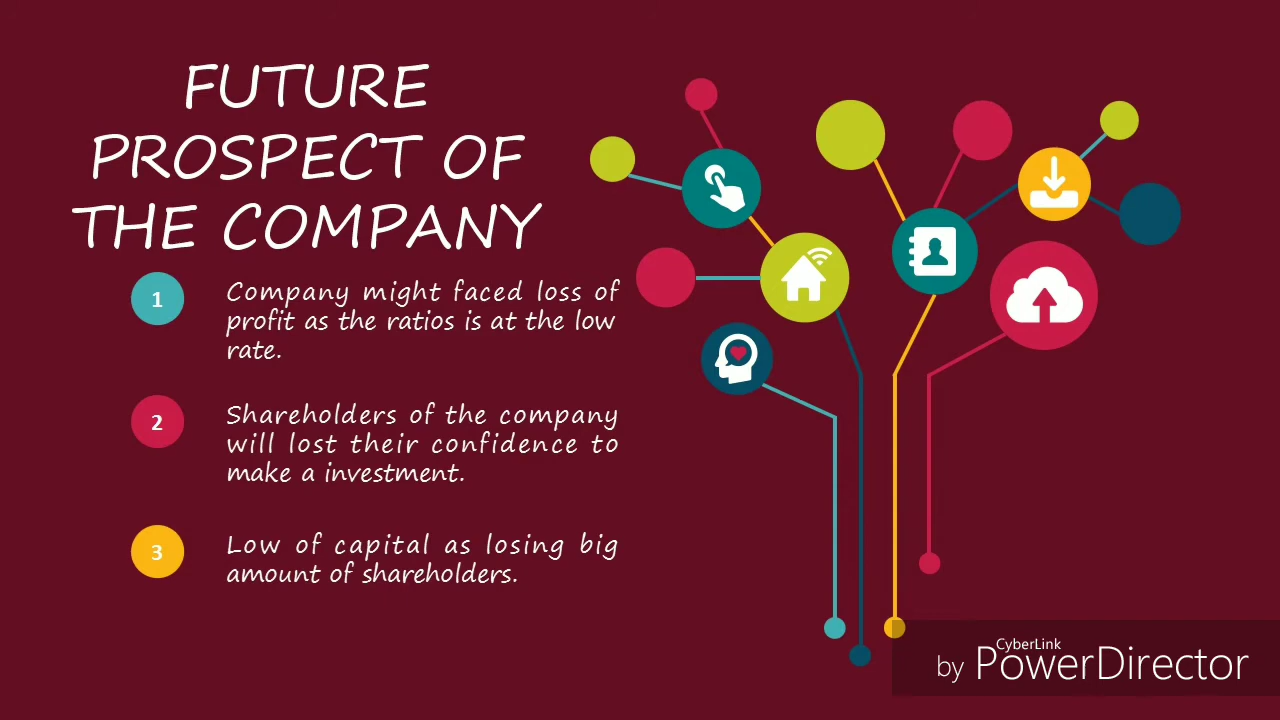 FUTURE
PROSPECT OF
THE COMPANY
1
Company might faced loss of
profit as the ratios is at the low
rate.
2
Shareholders of the company
will lost their confidence to
make a investment.
3
Low of capital as losing big
amount of shareholders.
CyberLink
by PowerDirector